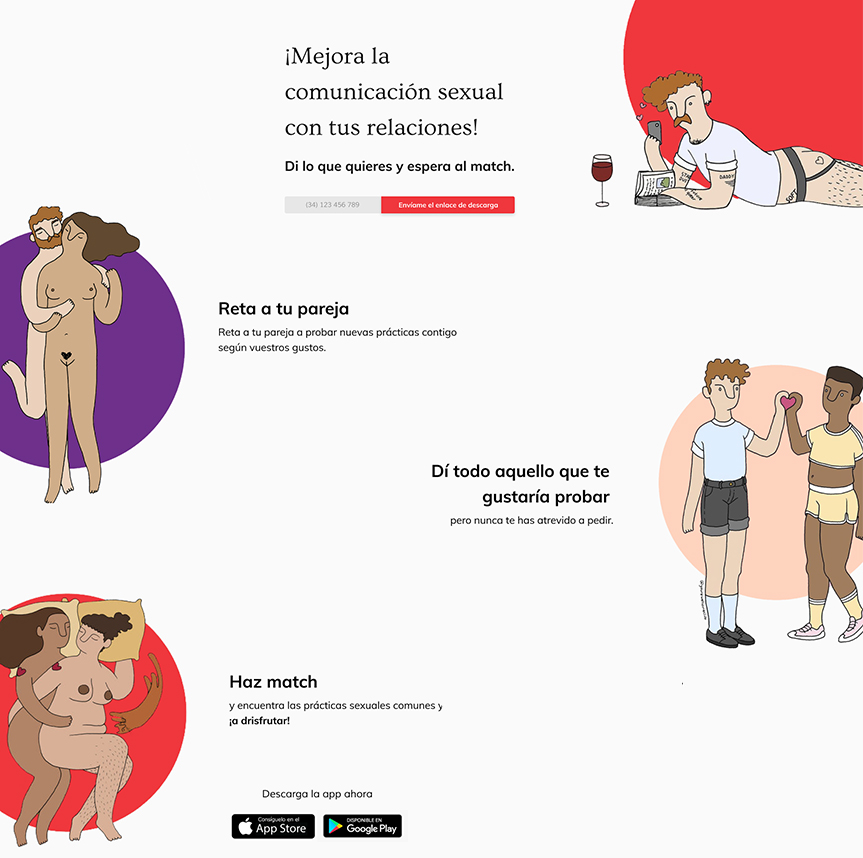 ¡Mejora la
comunicación sexual
con tus relaciones!
Di lo que quieres y espera al match.
(34) 123 456 789
Envíame el enlace de descarga
DADDY
Reta a tu pareja
Reta a tu pareja a probar nuevas prácticas contigo
según vuestros gustos.
Dí todo aquello que te
gustaría probar
pero nunca te has atrevido a pedir.
Haz match
y encuentra las prácticas sexuales comunes y
¡a drisfrutar!
Descarga la app ahora
Consíguelo en el
App Store
DISPONIBLE EN
Google Play